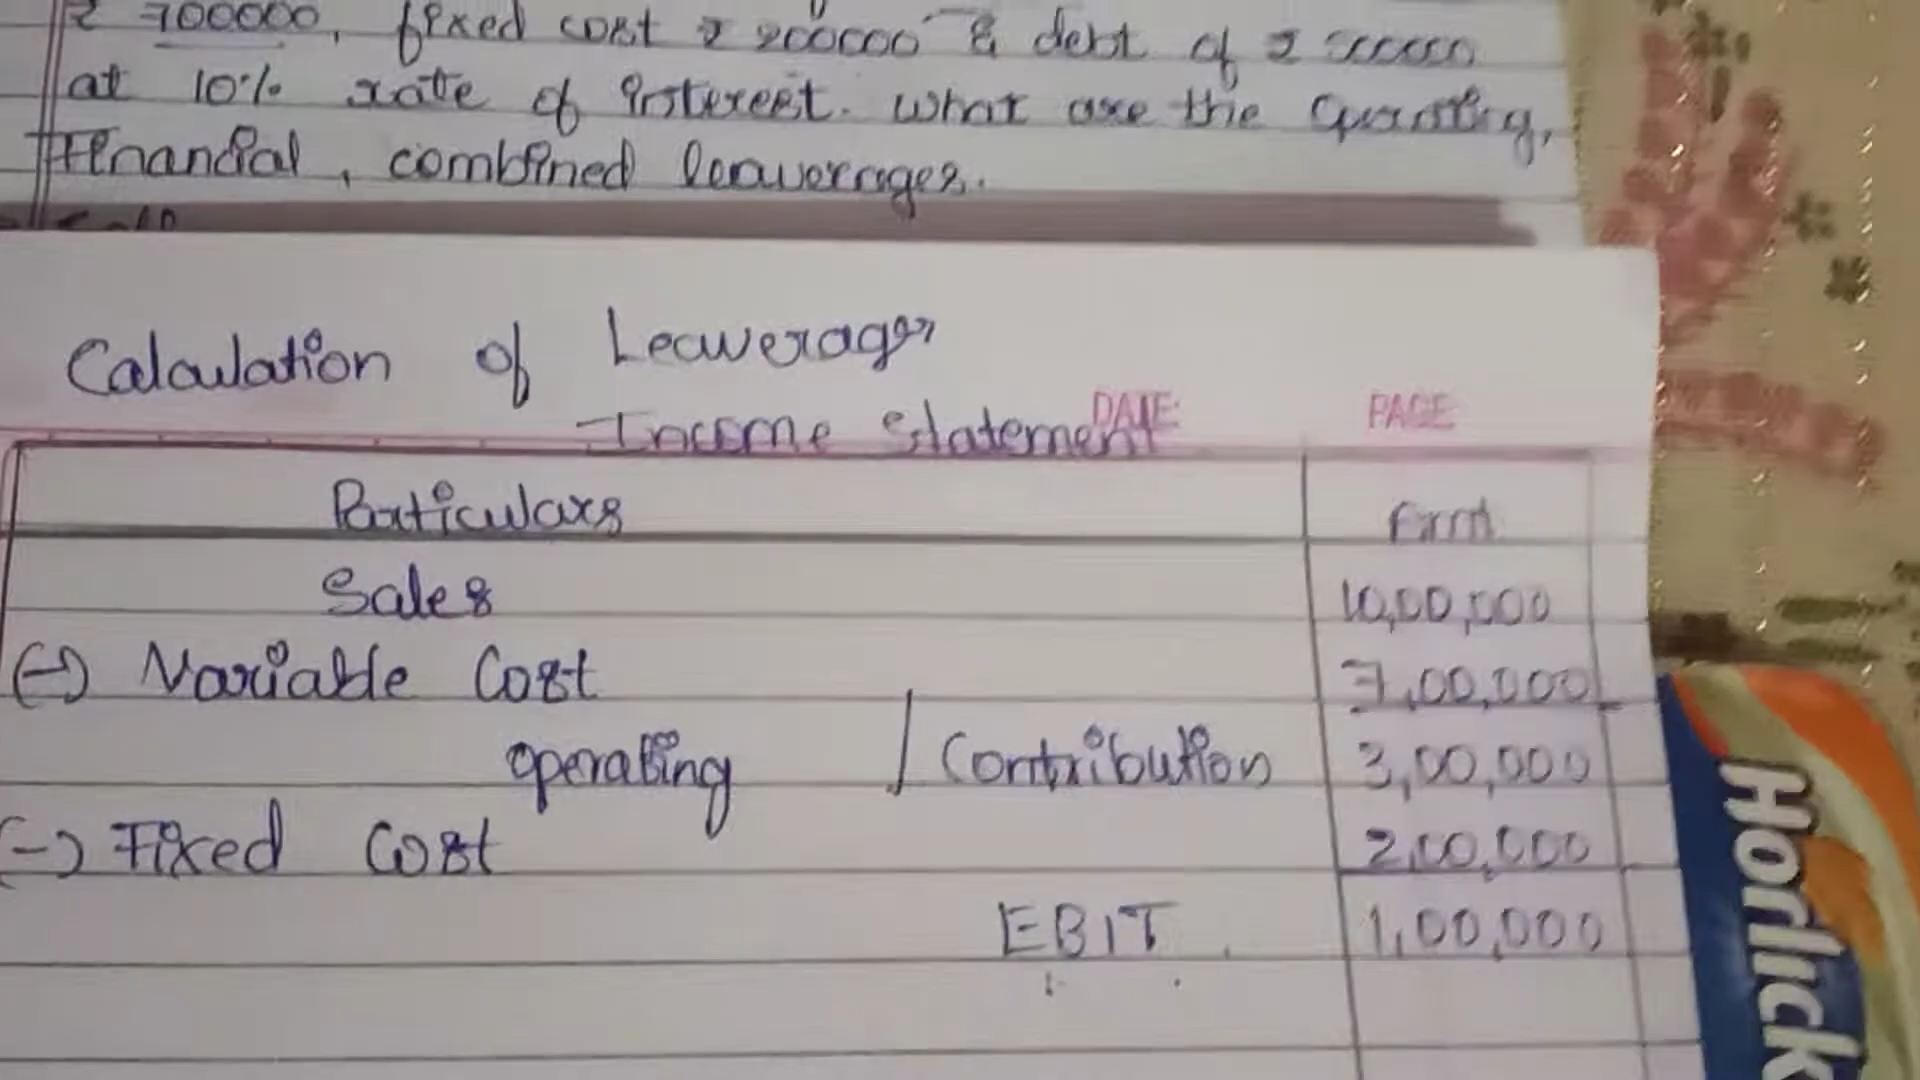 ₹ 700000, fixed cost ₹ 200000 & debt of ₹
at 10% rate of interest. What are the operating,
Financial, combined leaverages.
Calculation of Leaverages
Income Statement
DATE: PAGE:
Particulars Amt
Sales 10,00,000
(-) Variable Cost 7,00,000
operating / Contribution 3,00,000
(-) Fixed Cost 2,00,000
EBIT 1,00,000
Horlick